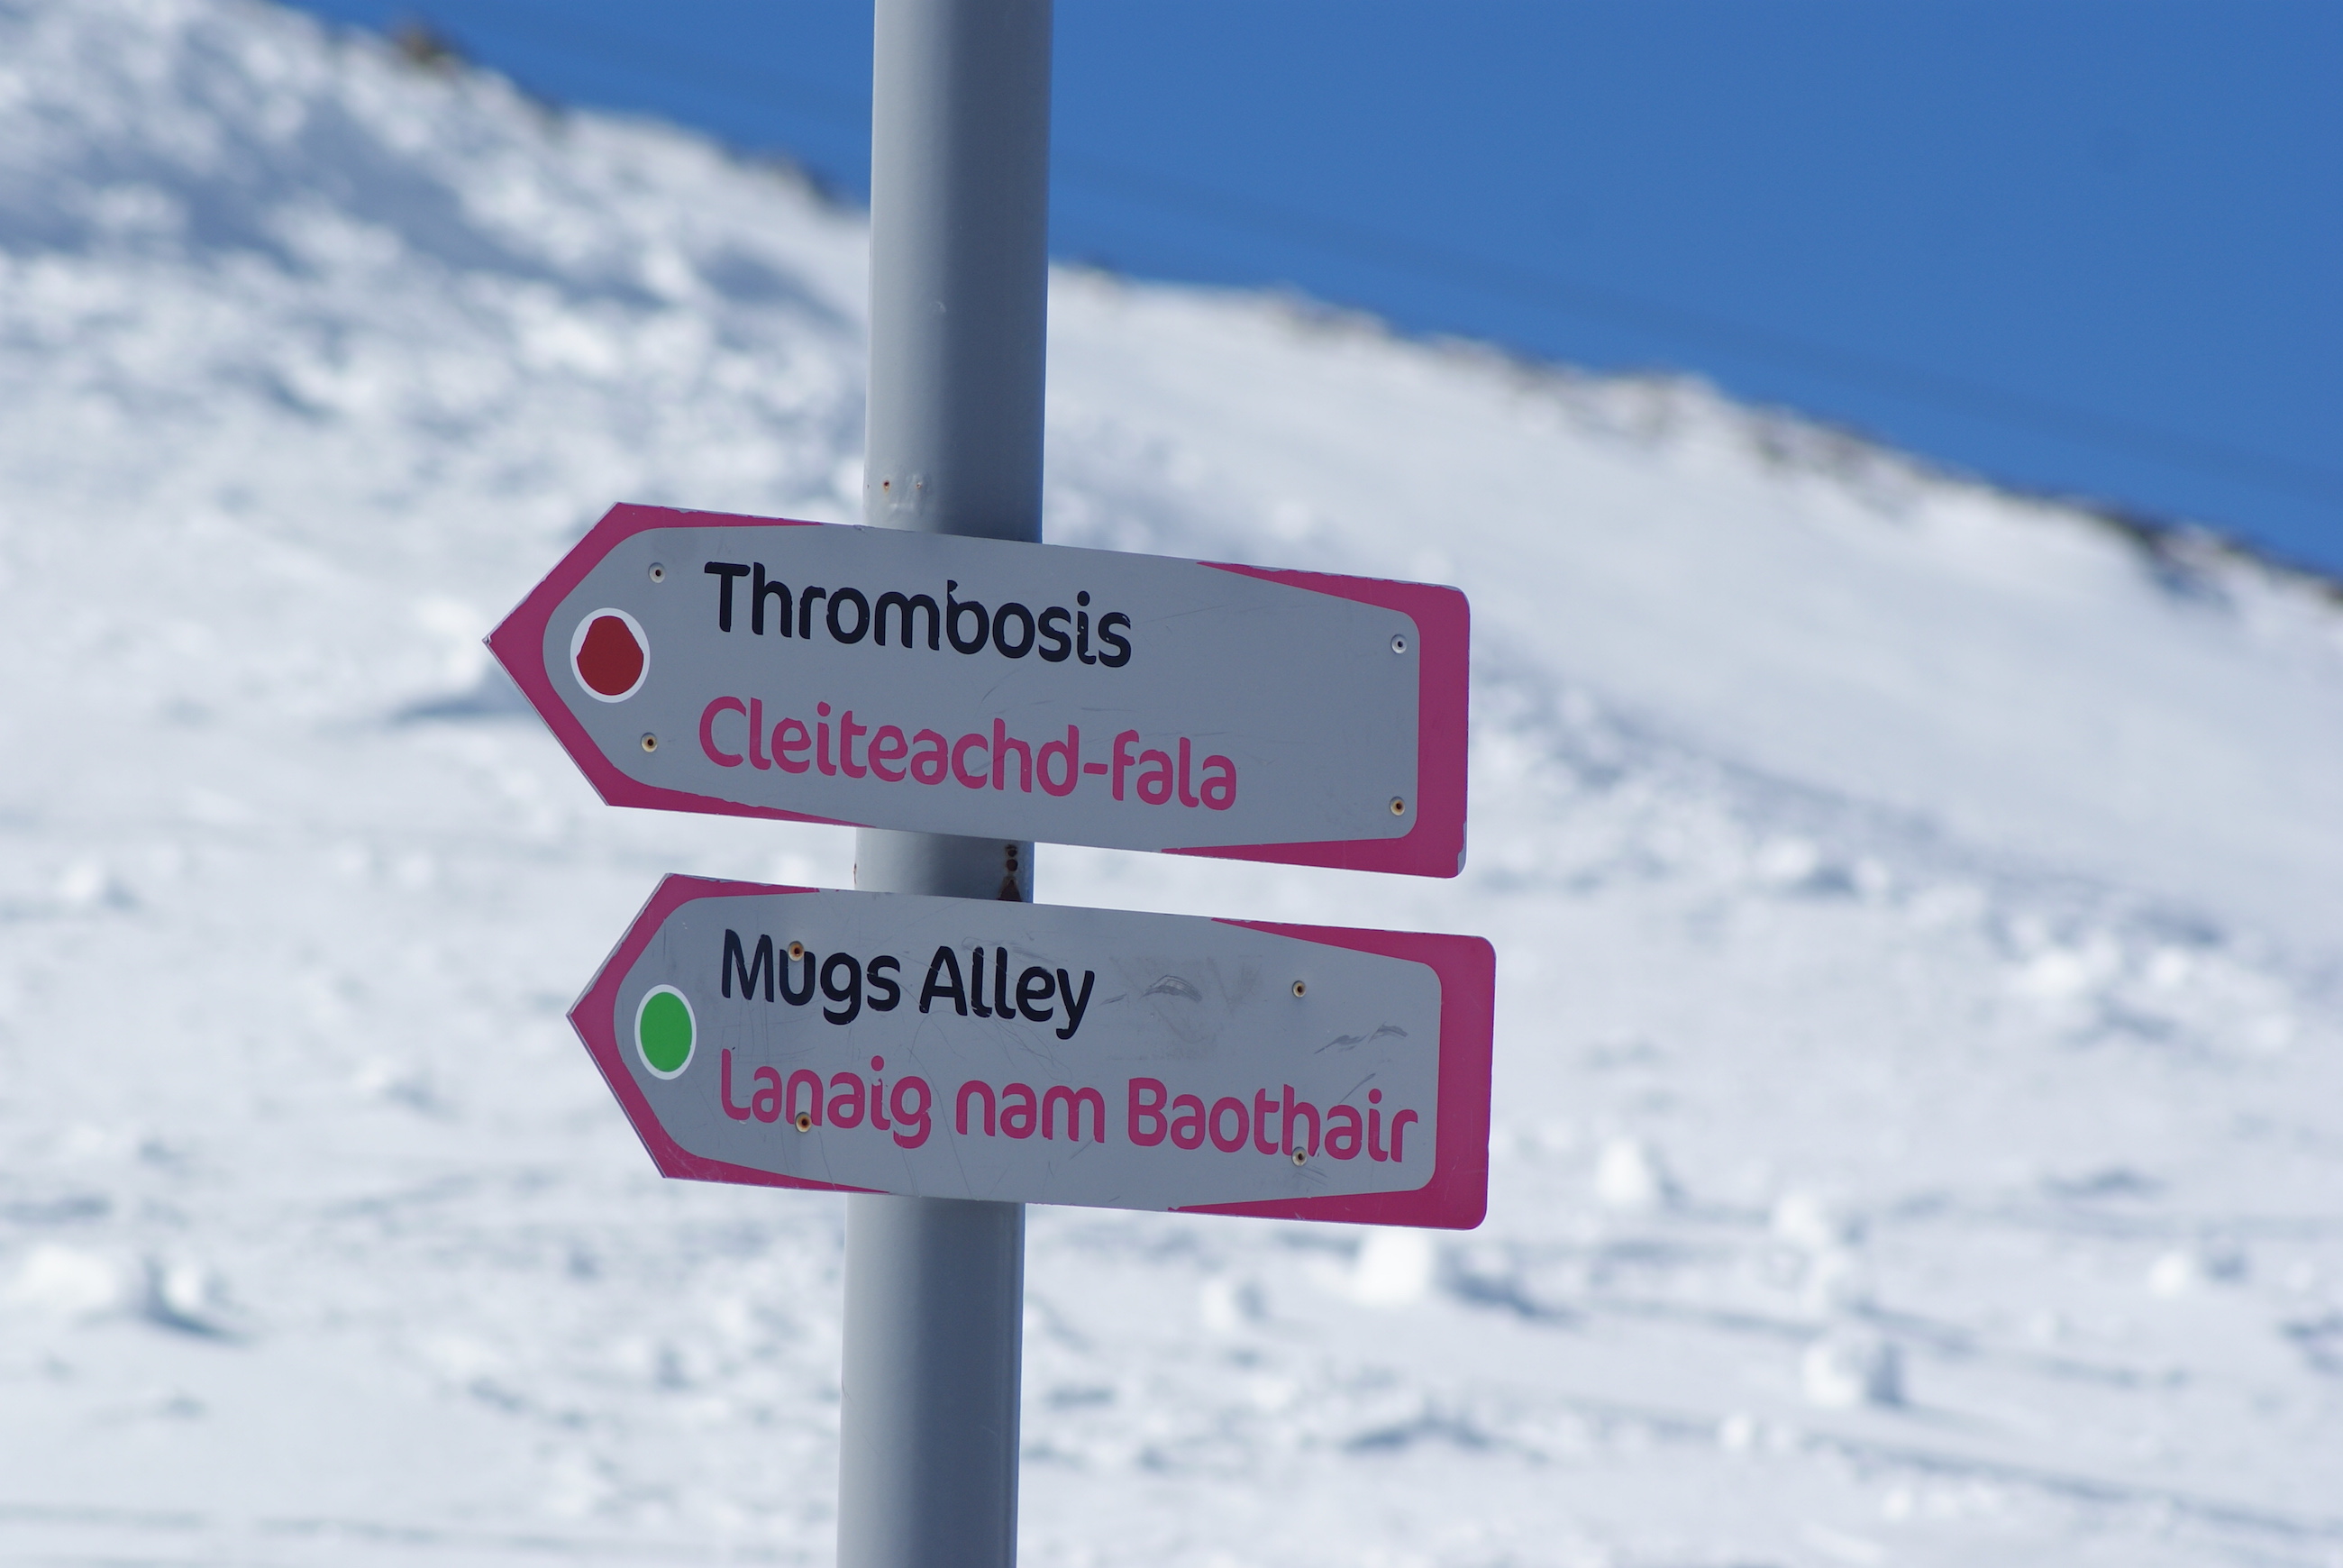 Thrombosis
Cleiteachd-fala
Mugs Alley
Lanaig nam Baothair